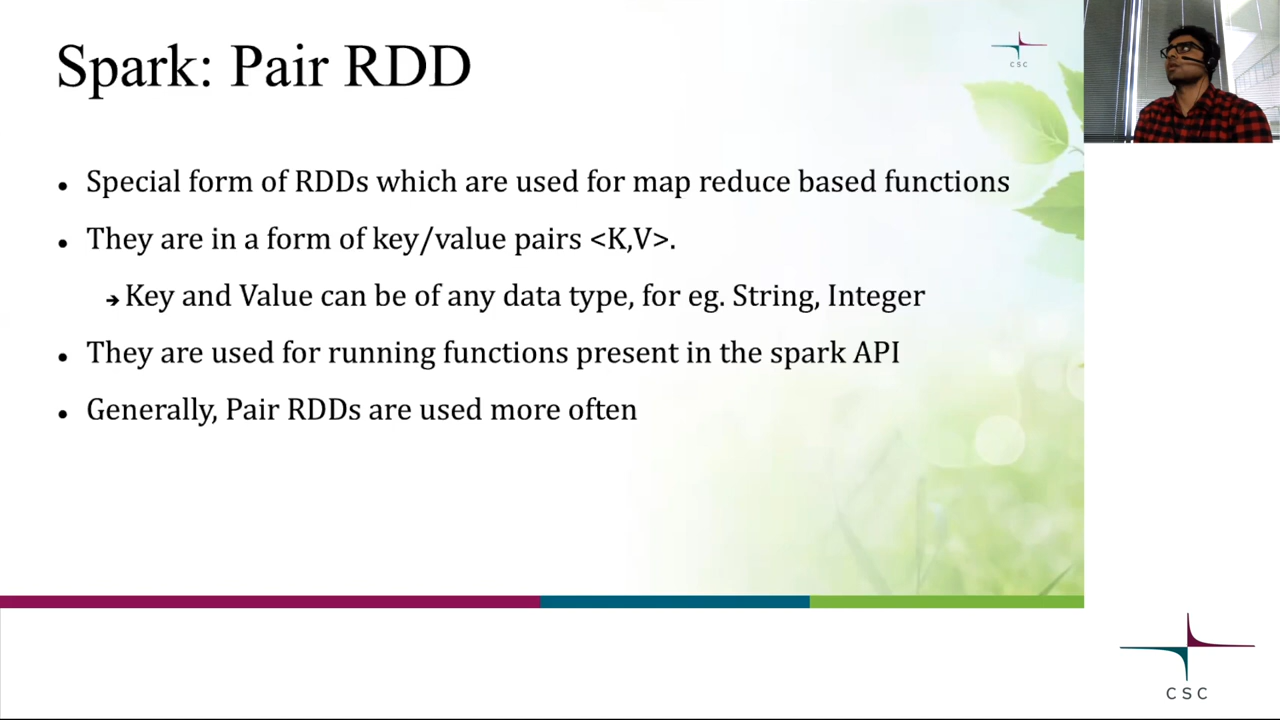 Spark: Pair RDD
CSC
Special form of RDDs which are used for map reduce based functions
They are in a form of key/value pairs <K,V>.
Key and Value can be of any data type, for eg. String, Integer
They are used for running functions present in the spark API
Generally, Pair RDDs are used more often
CSC